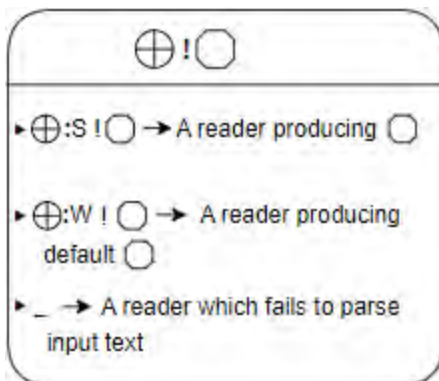 ⊕!⎔
▸⊕:S !⎔ → A reader producing ⎔
▸⊕:W ! ⎔ → A reader producing
default ⎔
▸_ → A reader which fails to parse
input text